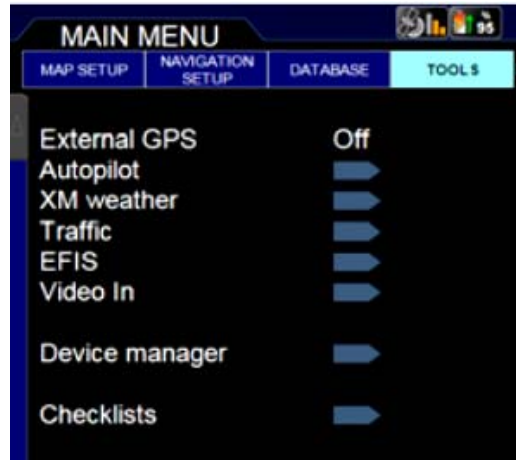 MAIN MENU
95
MAP SETUP
NAVIGATION
SETUP
DATABASE
TOOLS
External GPS Off
Autopilot
XM weather
Traffic
EFIS
Video In
Device manager
Checklists